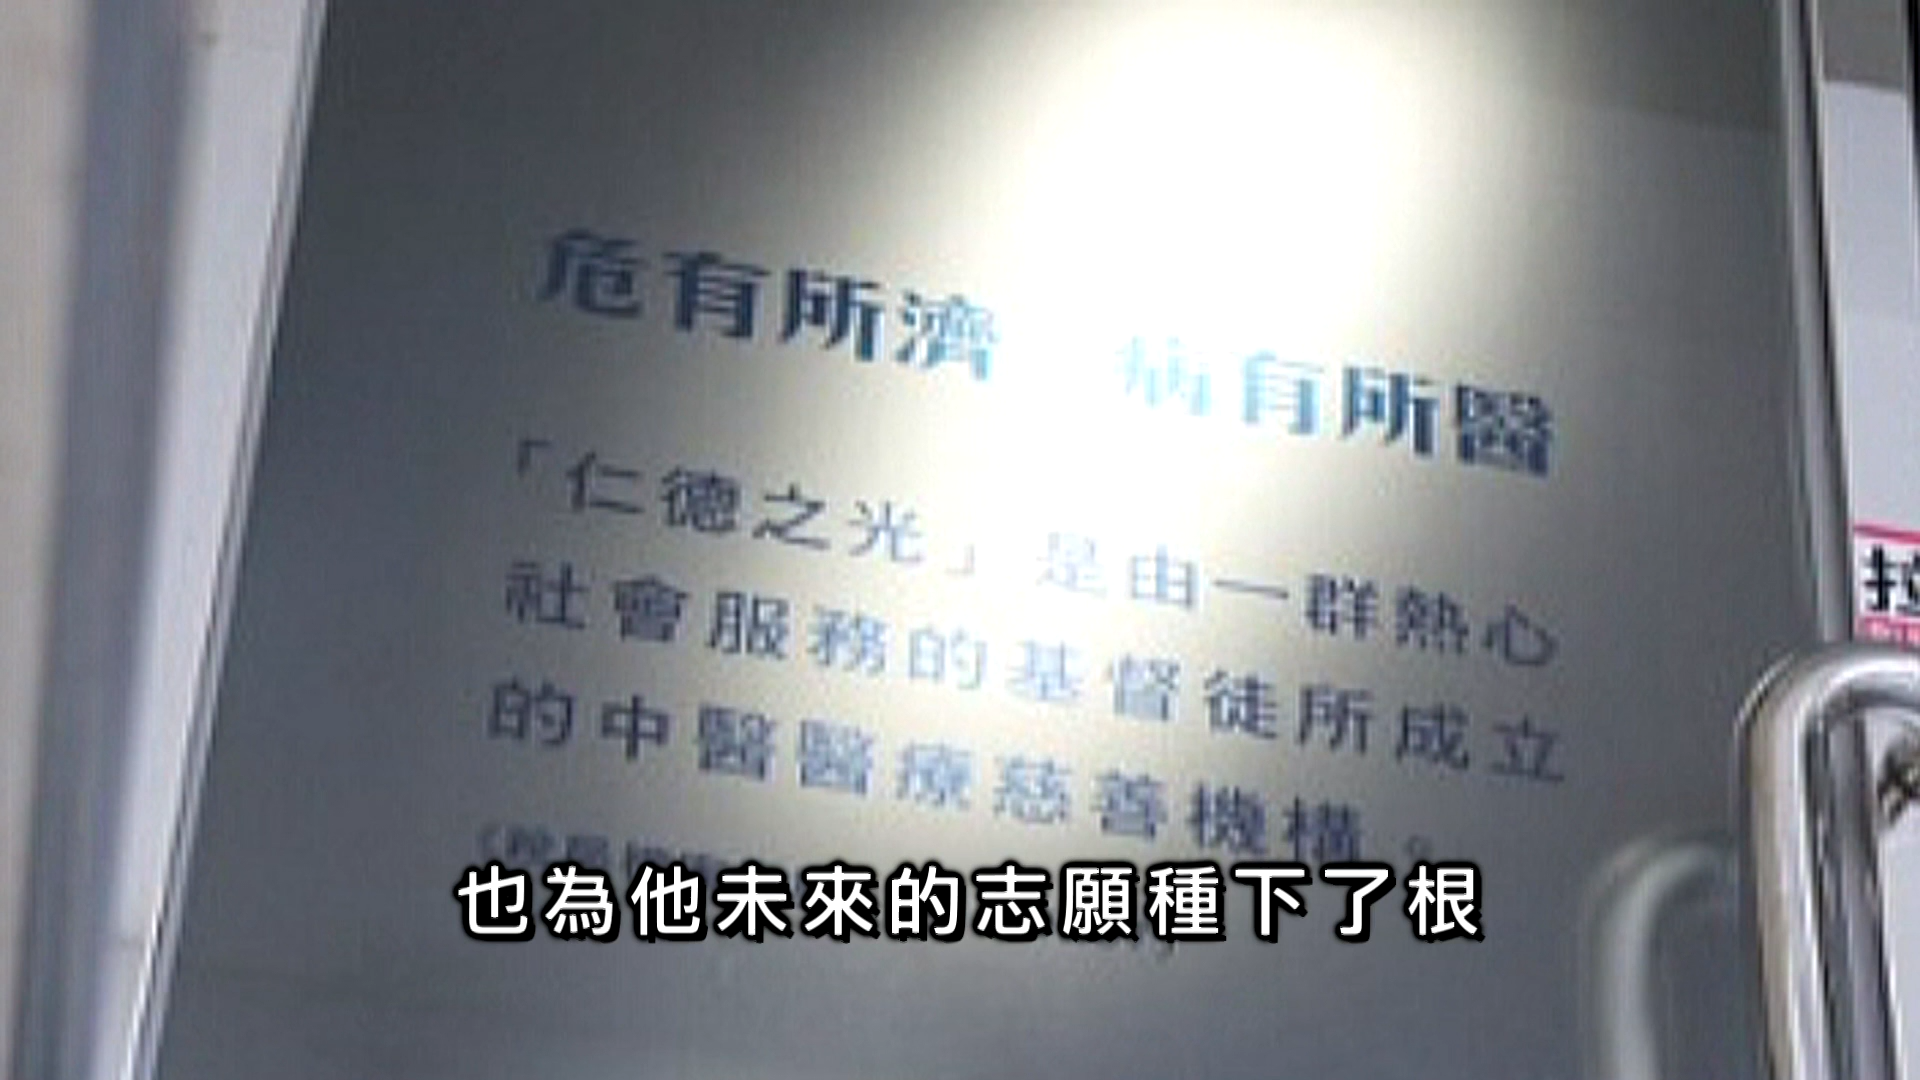 危有所濟 病有所醫
「仁德之光」是由一群熱心
社會服務的基督徒所成立
的中醫醫療慈善機構。
拉
也為他未來的志願種下了根